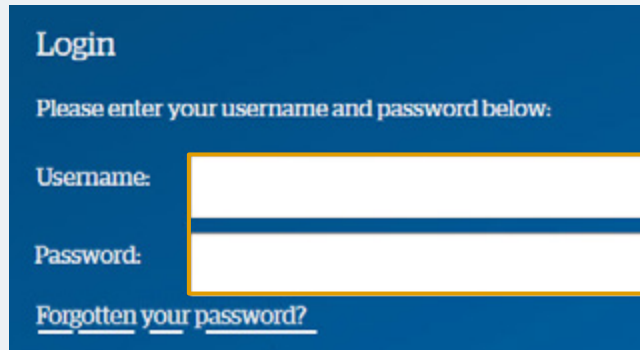 Login
Please enter your username and password below:
Username:
Password:
Forgotten your password?